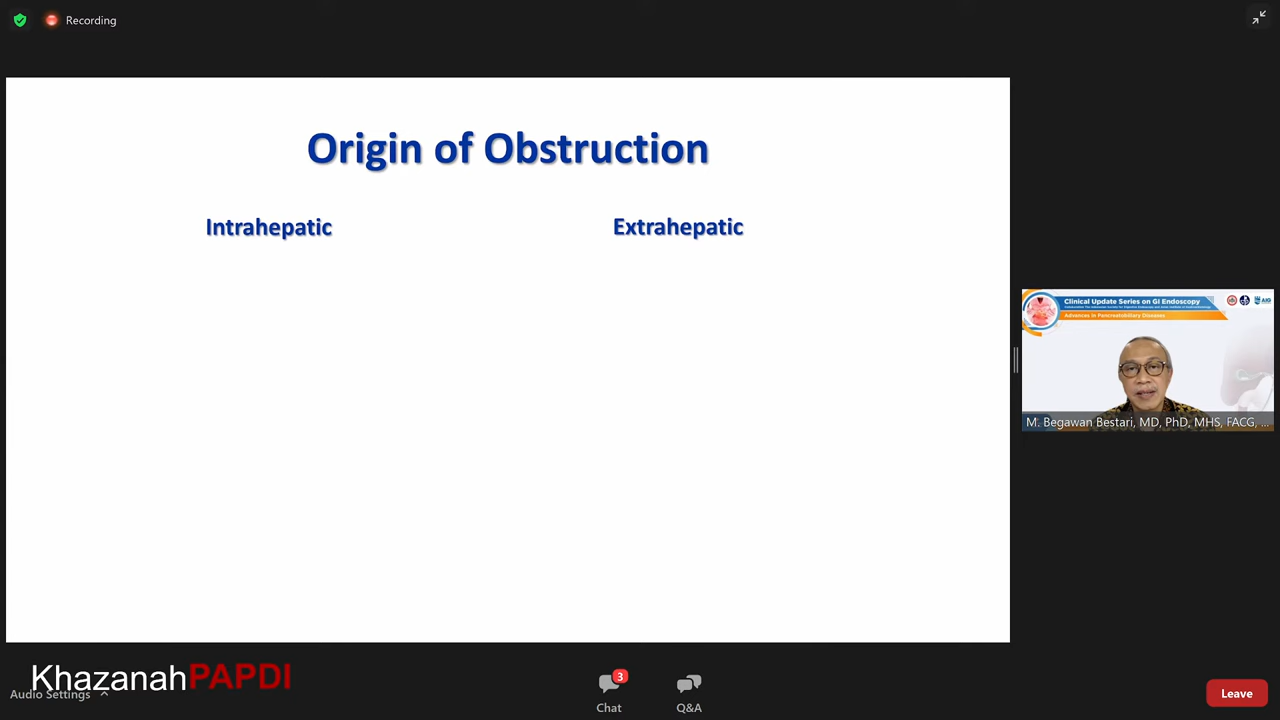 Recording
Origin of Obstruction
Intrahepatic
Extrahepatic
Clinical Update Series on GI Endoscopy
Advances in Pancreatobiliary Diseases
AIG
M. Begawan Bestari, MD, PhD, MHS, FACG, ...
KhazanahPAPDI
Audio Settings
3
Chat
Q&A
Leave